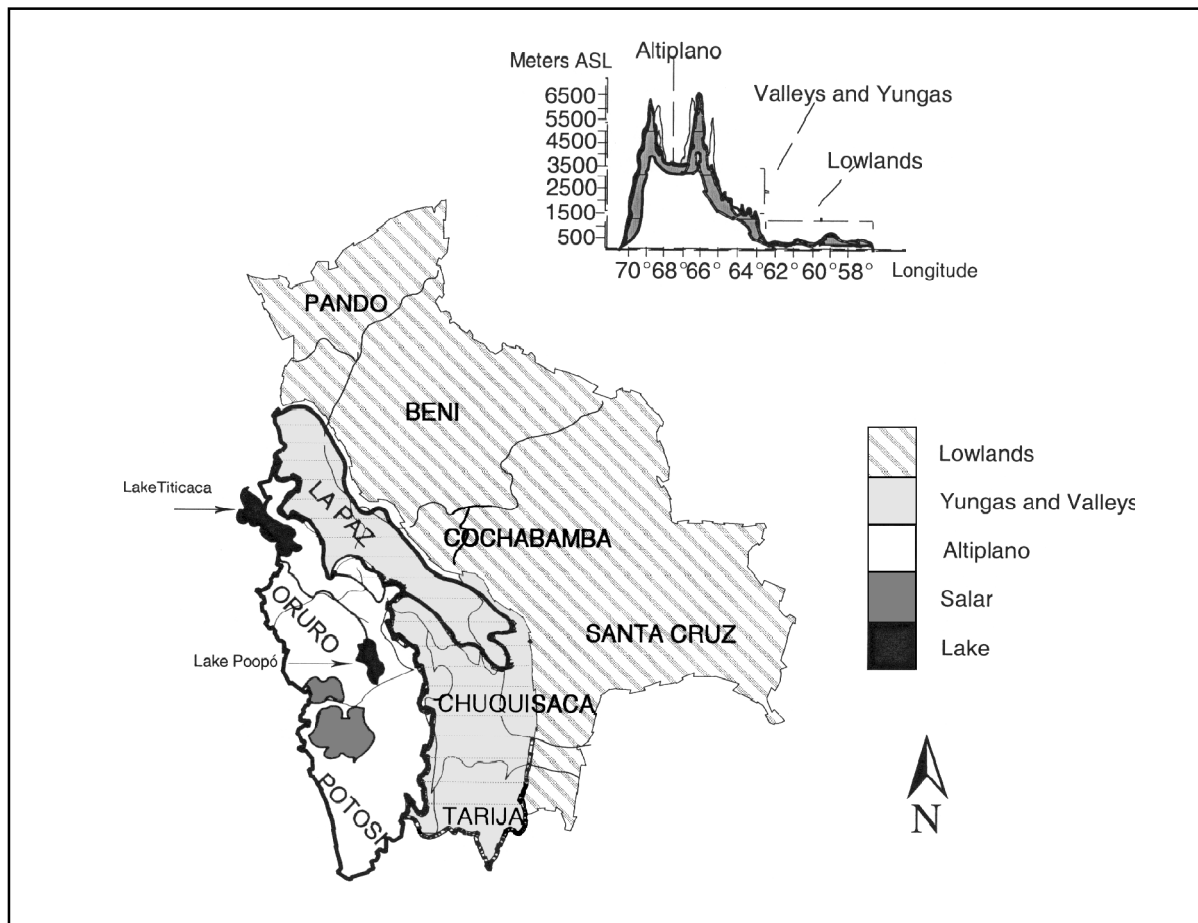 Altiplano
Meters ASL
Valleys and Yungas
Lowlands
6500
5500
4500
3500
2500
1500
500
70° 68° 66° 64° 62° 60° 58° Longitude
PANDO
BENI
LA PAZ
Lake Titicaca
COCHABAMBA
ORURO
SANTA CRUZ
Lake Poopó
CHUQUISACA
POTOSI
TARIJA
Lowlands
Yungas and Valleys
Altiplano
Salar
Lake
N